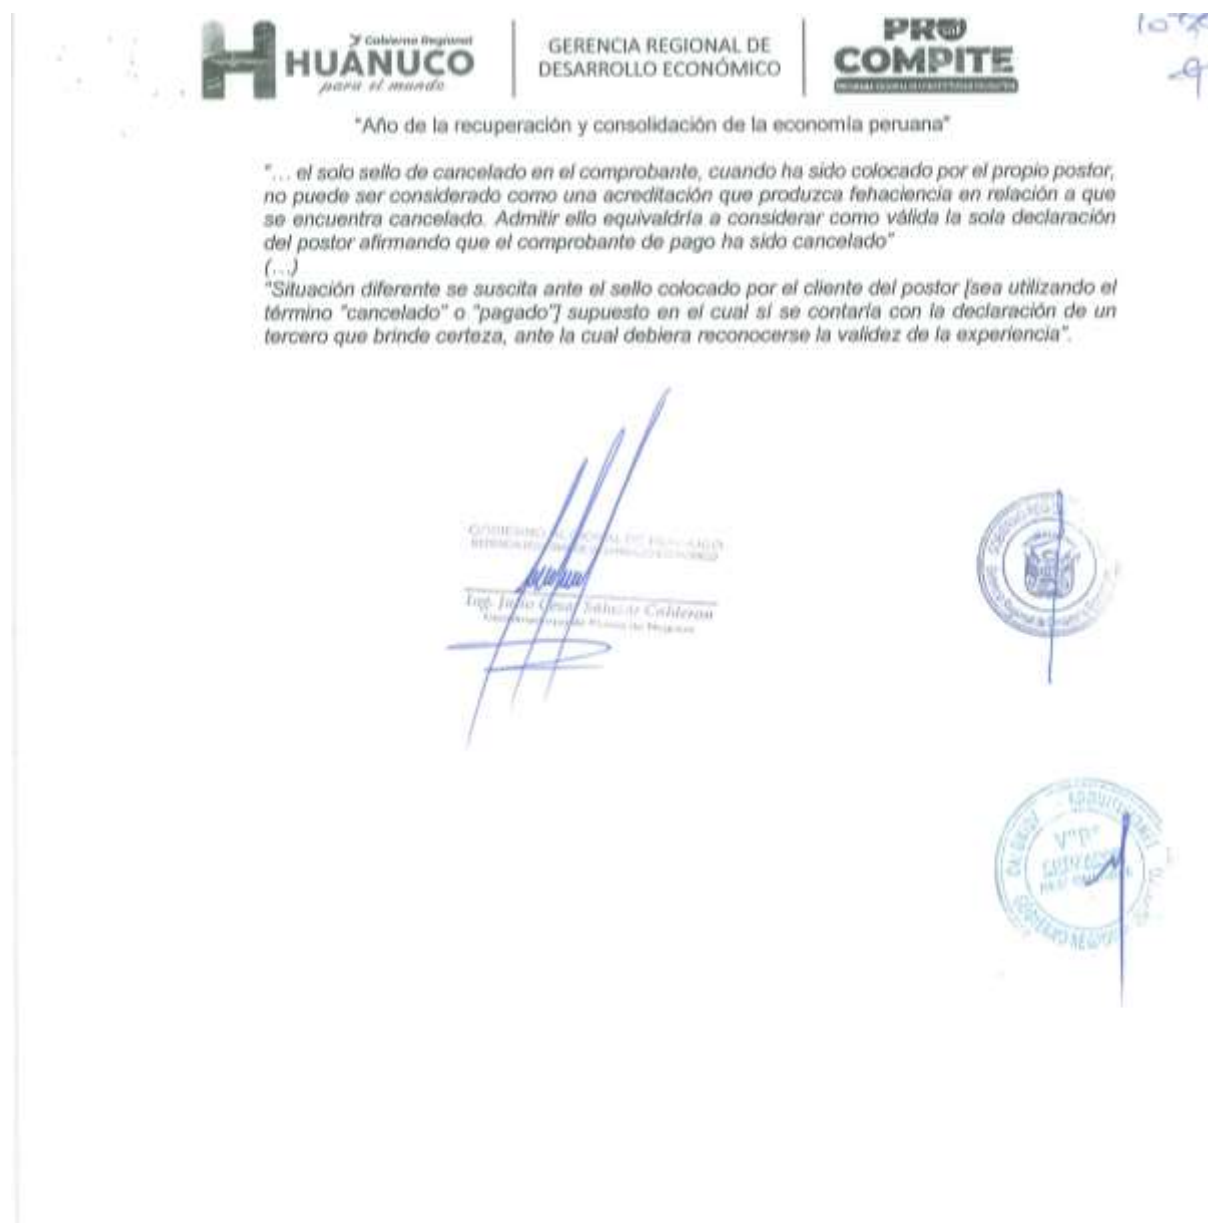 Gobierno Regional
HUÁNUCO
para el mundo
GERENCIA REGIONAL DE
DESARROLLO ECONÓMICO
PRO
COMPITE
"Año de la recuperación y consolidación de la economía peruana"
"... el solo sello de cancelado en el comprobante, cuando ha sido colocado por el propio postor,
no puede ser considerado como una acreditación que produzca fehaciencia en relación a que
se encuentra cancelado. Admitir ello equivaldría a considerar como válida la sola declaración
del postor afirmando que el comprobante de pago ha sido cancelado"
(...)
"Situación diferente se suscita ante el sello colocado por el cliente del postor [sea utilizando el
término "cancelado" o "pagado"] supuesto en el cual sí se contaría con la declaración de un
tercero que brinde certeza, ante la cual debiera reconocerse la validez de la experiencia".
Ing. Julio Cesar Salazar Calderon
V°B°
GOBIERNO REGIONAL